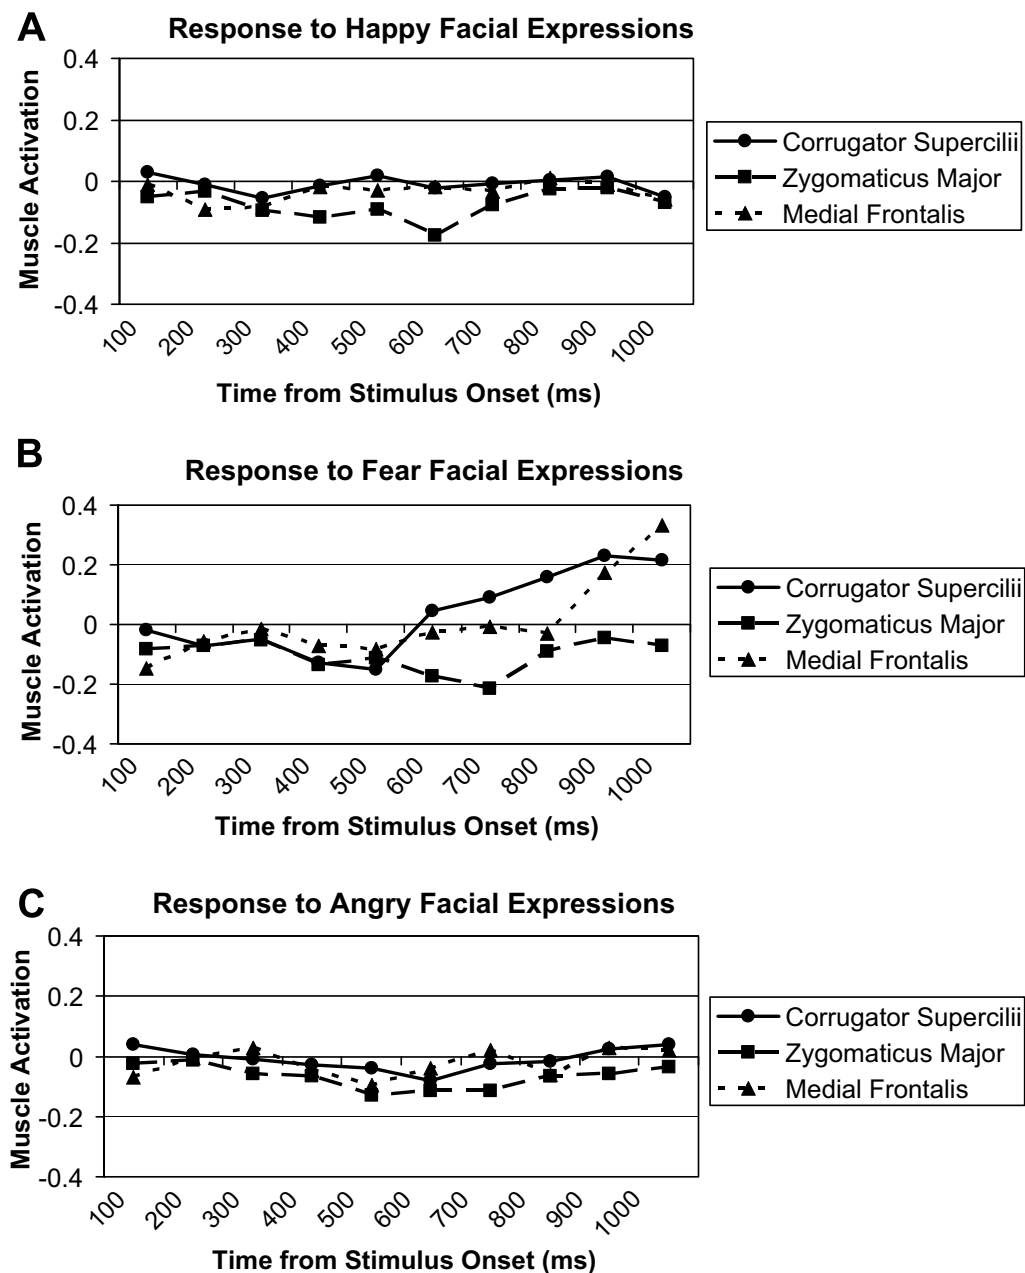 A
Response to Happy Facial Expressions
Muscle Activation
0.4
0.2
0
-0.2
-0.4
100 200 300 400 500 600 700 800 900 1000
Time from Stimulus Onset (ms)
Corrugator Supercilii
Zygomaticus Major
Medial Frontalis
B
Response to Fear Facial Expressions
Muscle Activation
0.4
0.2
0
-0.2
-0.4
100 200 300 400 500 600 700 800 900 1000
Time from Stimulus Onset (ms)
Corrugator Supercilii
Zygomaticus Major
Medial Frontalis
C
Response to Angry Facial Expressions
Muscle Activation
0.4
0.2
0
-0.2
-0.4
100 200 300 400 500 600 700 800 900 1000
Time from Stimulus Onset (ms)
Corrugator Supercilii
Zygomaticus Major
Medial Frontalis